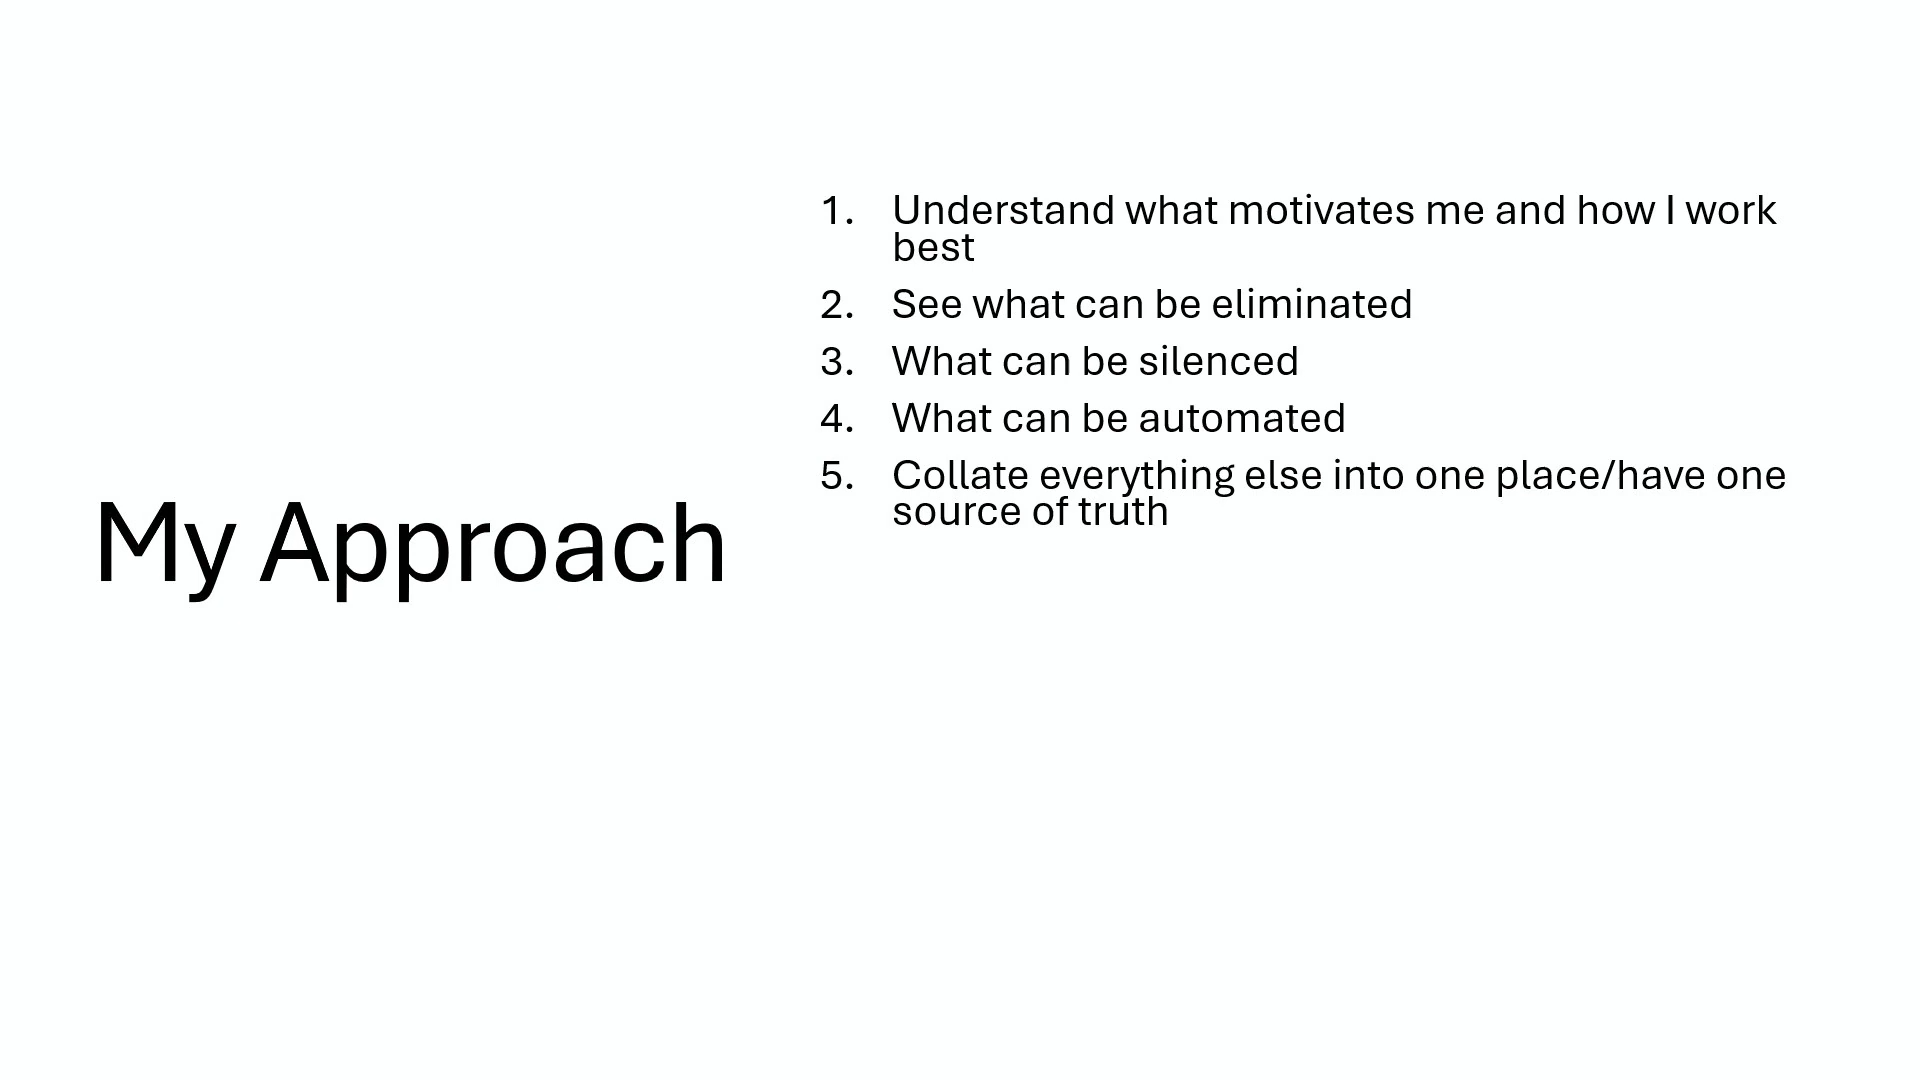 My Approach
1. Understand what motivates me and how I work
best
2. See what can be eliminated
3. What can be silenced
4. What can be automated
5. Collate everything else into one place/have one
source of truth